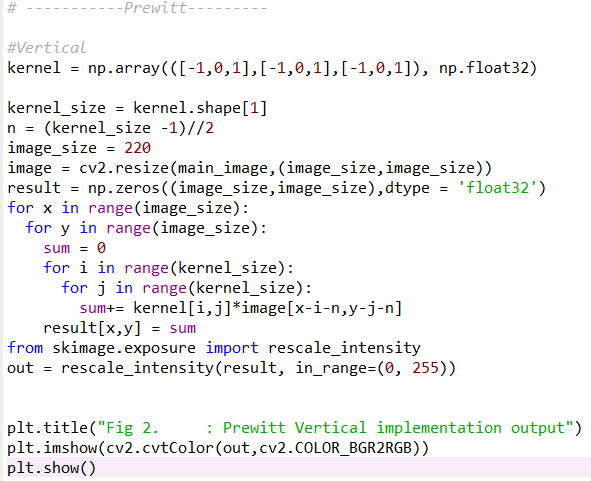 # -----------Prewitt---------
#Vertical
kernel = np.array(([-1,0,1],[-1,0,1],[-1,0,1]), np.float32)
kernel_size = kernel.shape[1]
n = (kernel_size -1)//2
image_size = 220
image = cv2.resize(main_image,(image_size,image_size))
result = np.zeros((image_size,image_size),dtype = 'float32')
for x in range(image_size):
  for y in range(image_size):
    sum = 0
    for i in range(kernel_size):
      for j in range(kernel_size):
        sum+= kernel[i,j]*image[x-i-n,y-j-n]
    result[x,y] = sum
from skimage.exposure import rescale_intensity
out = rescale_intensity(result, in_range=(0, 255))
plt.title("Fig 2.     : Prewitt Vertical implementation output")
plt.imshow(cv2.cvtColor(out,cv2.COLOR_BGR2RGB))
plt.show()